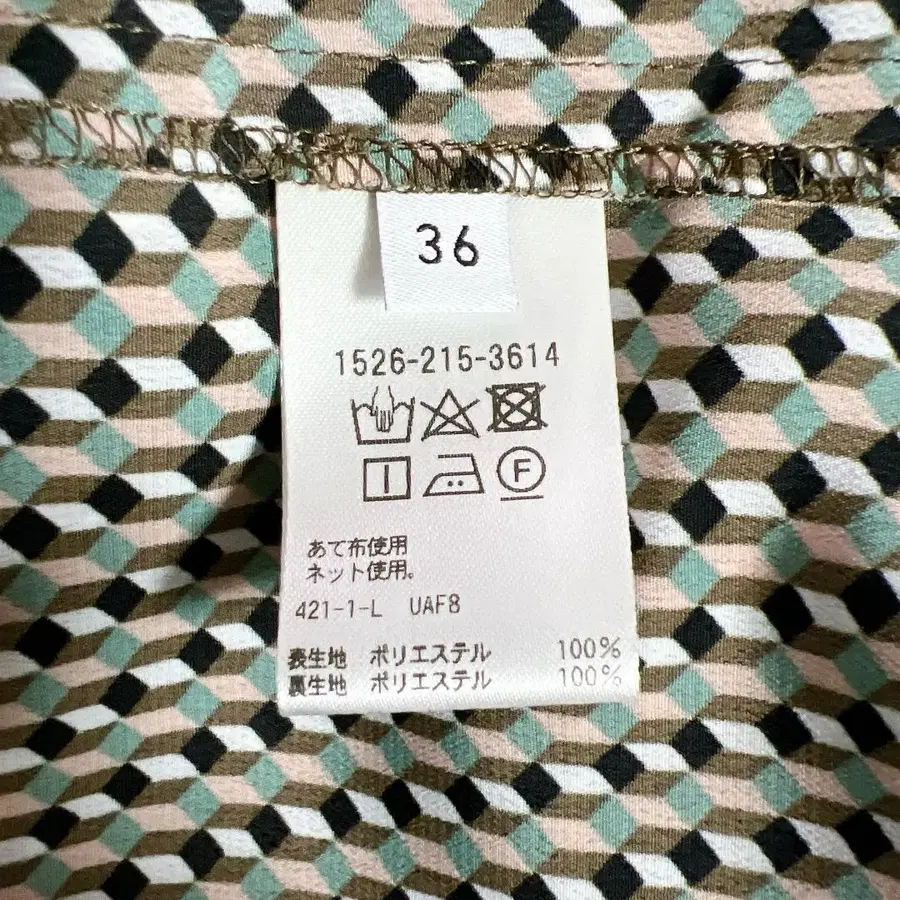 36
1526-215-3614
F
あて布使用
ネット使用。
421-1-L UAF8
表生地 ポリエステル 100%
裏生地 ポリエステル 100%